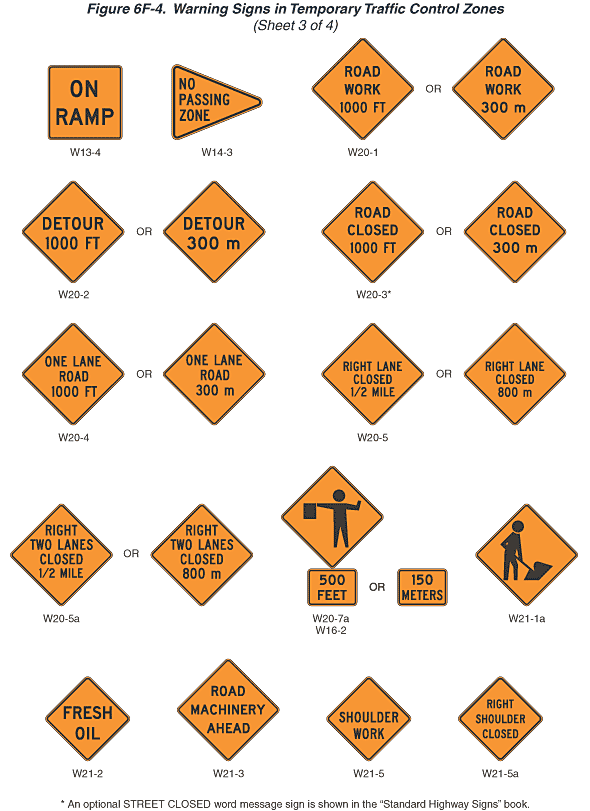 Figure 6F-4. Warning Signs in Temporary Traffic Control Zones
(Sheet 3 of 4)
ON
RAMP
W13-4
NO
PASSING
ZONE
W14-3
ROAD
WORK
1000 FT
OR
ROAD
WORK
300 m
W20-1
DETOUR
1000 FT
OR
DETOUR
300 m
W20-2
ROAD
CLOSED
1000 FT
OR
ROAD
CLOSED
300 m
W20-3*
ONE LANE
ROAD
1000 FT
OR
ONE LANE
ROAD
300 m
W20-4
RIGHT LANE
CLOSED
1/2 MILE
OR
RIGHT LANE
CLOSED
800 m
W20-5
RIGHT
TWO LANES
CLOSED
1/2 MILE
OR
RIGHT
TWO LANES
CLOSED
800 m
W20-5a
500
FEET
OR
150
METERS
W20-7a
W16-2
W21-1a
FRESH
OIL
W21-2
ROAD
MACHINERY
AHEAD
W21-3
SHOULDER
WORK
W21-5
RIGHT
SHOULDER
CLOSED
W21-5a
* An optional STREET CLOSED word message sign is shown in the “Standard Highway Signs” book.